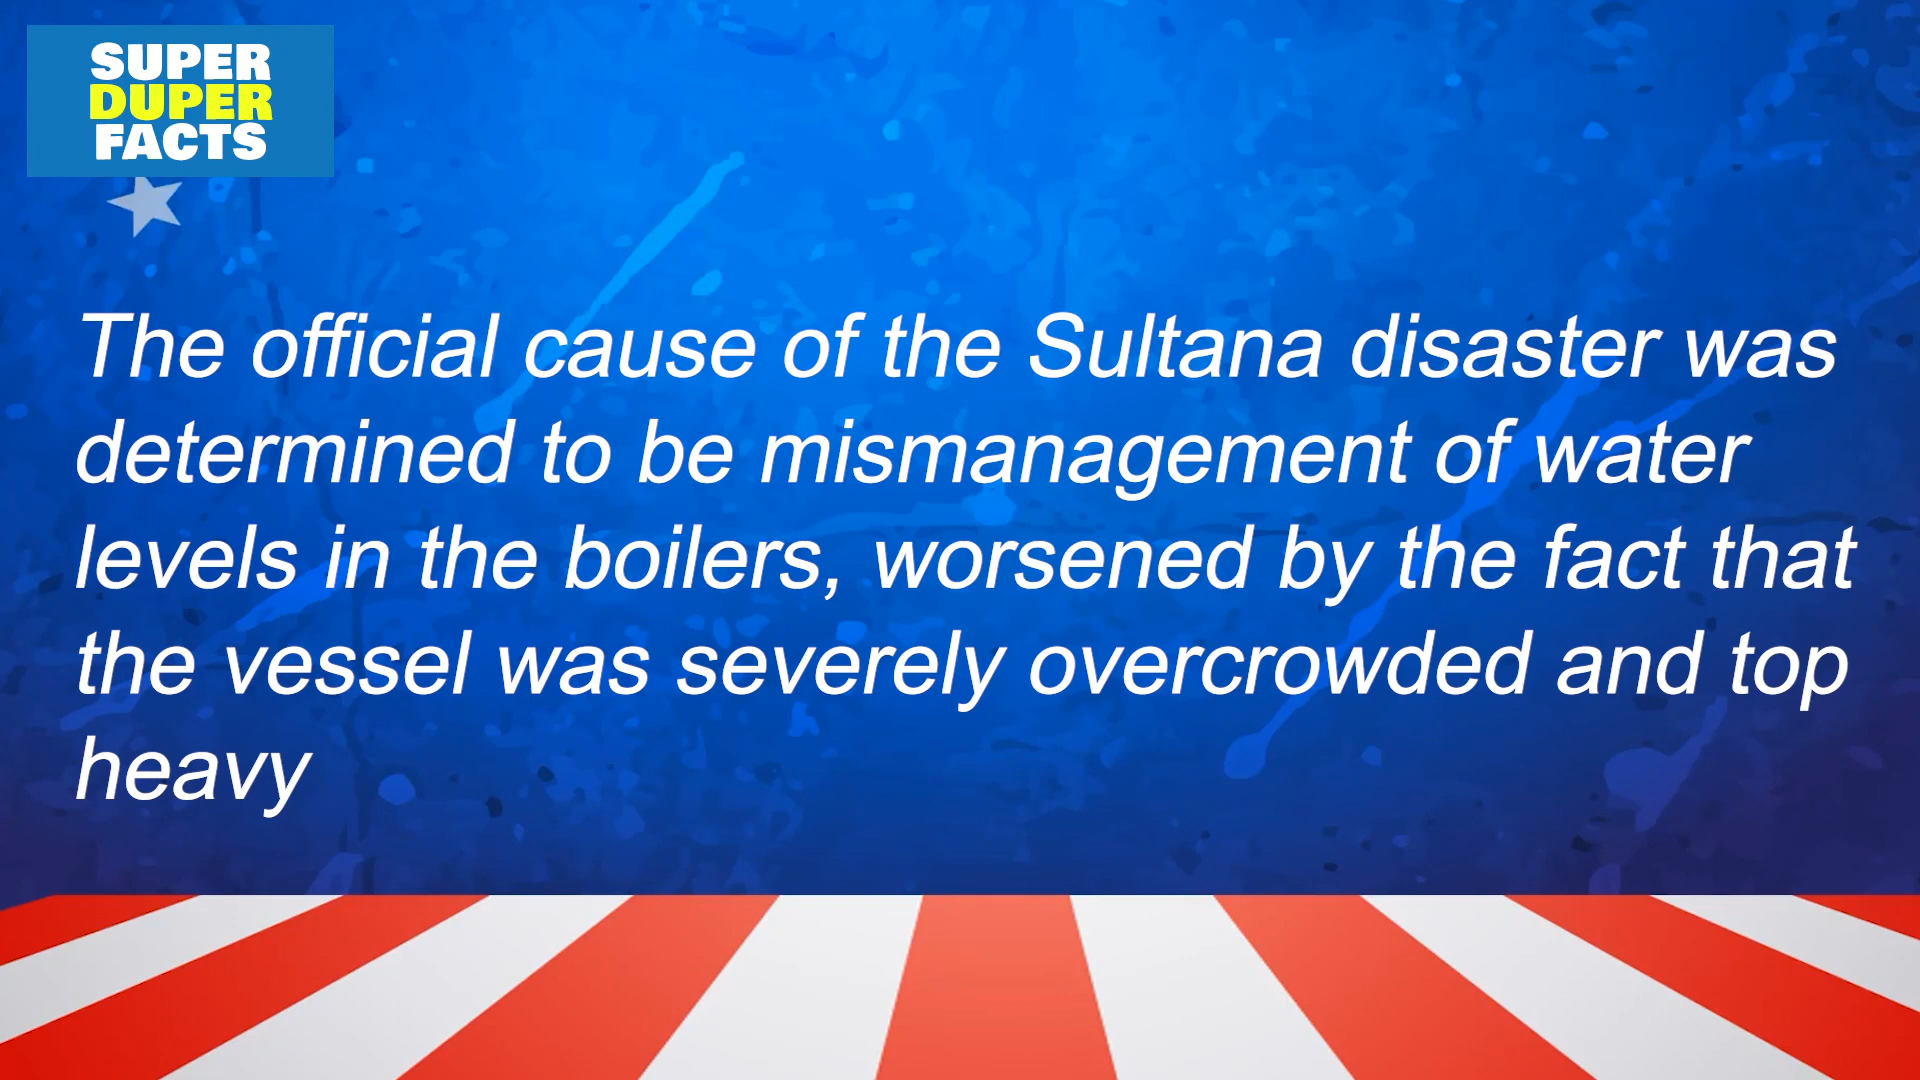 SUPER
DUPER
FACTS
The official cause of the Sultana disaster was
determined to be mismanagement of water
levels in the boilers, worsened by the fact that
the vessel was severely overcrowded and top
heavy